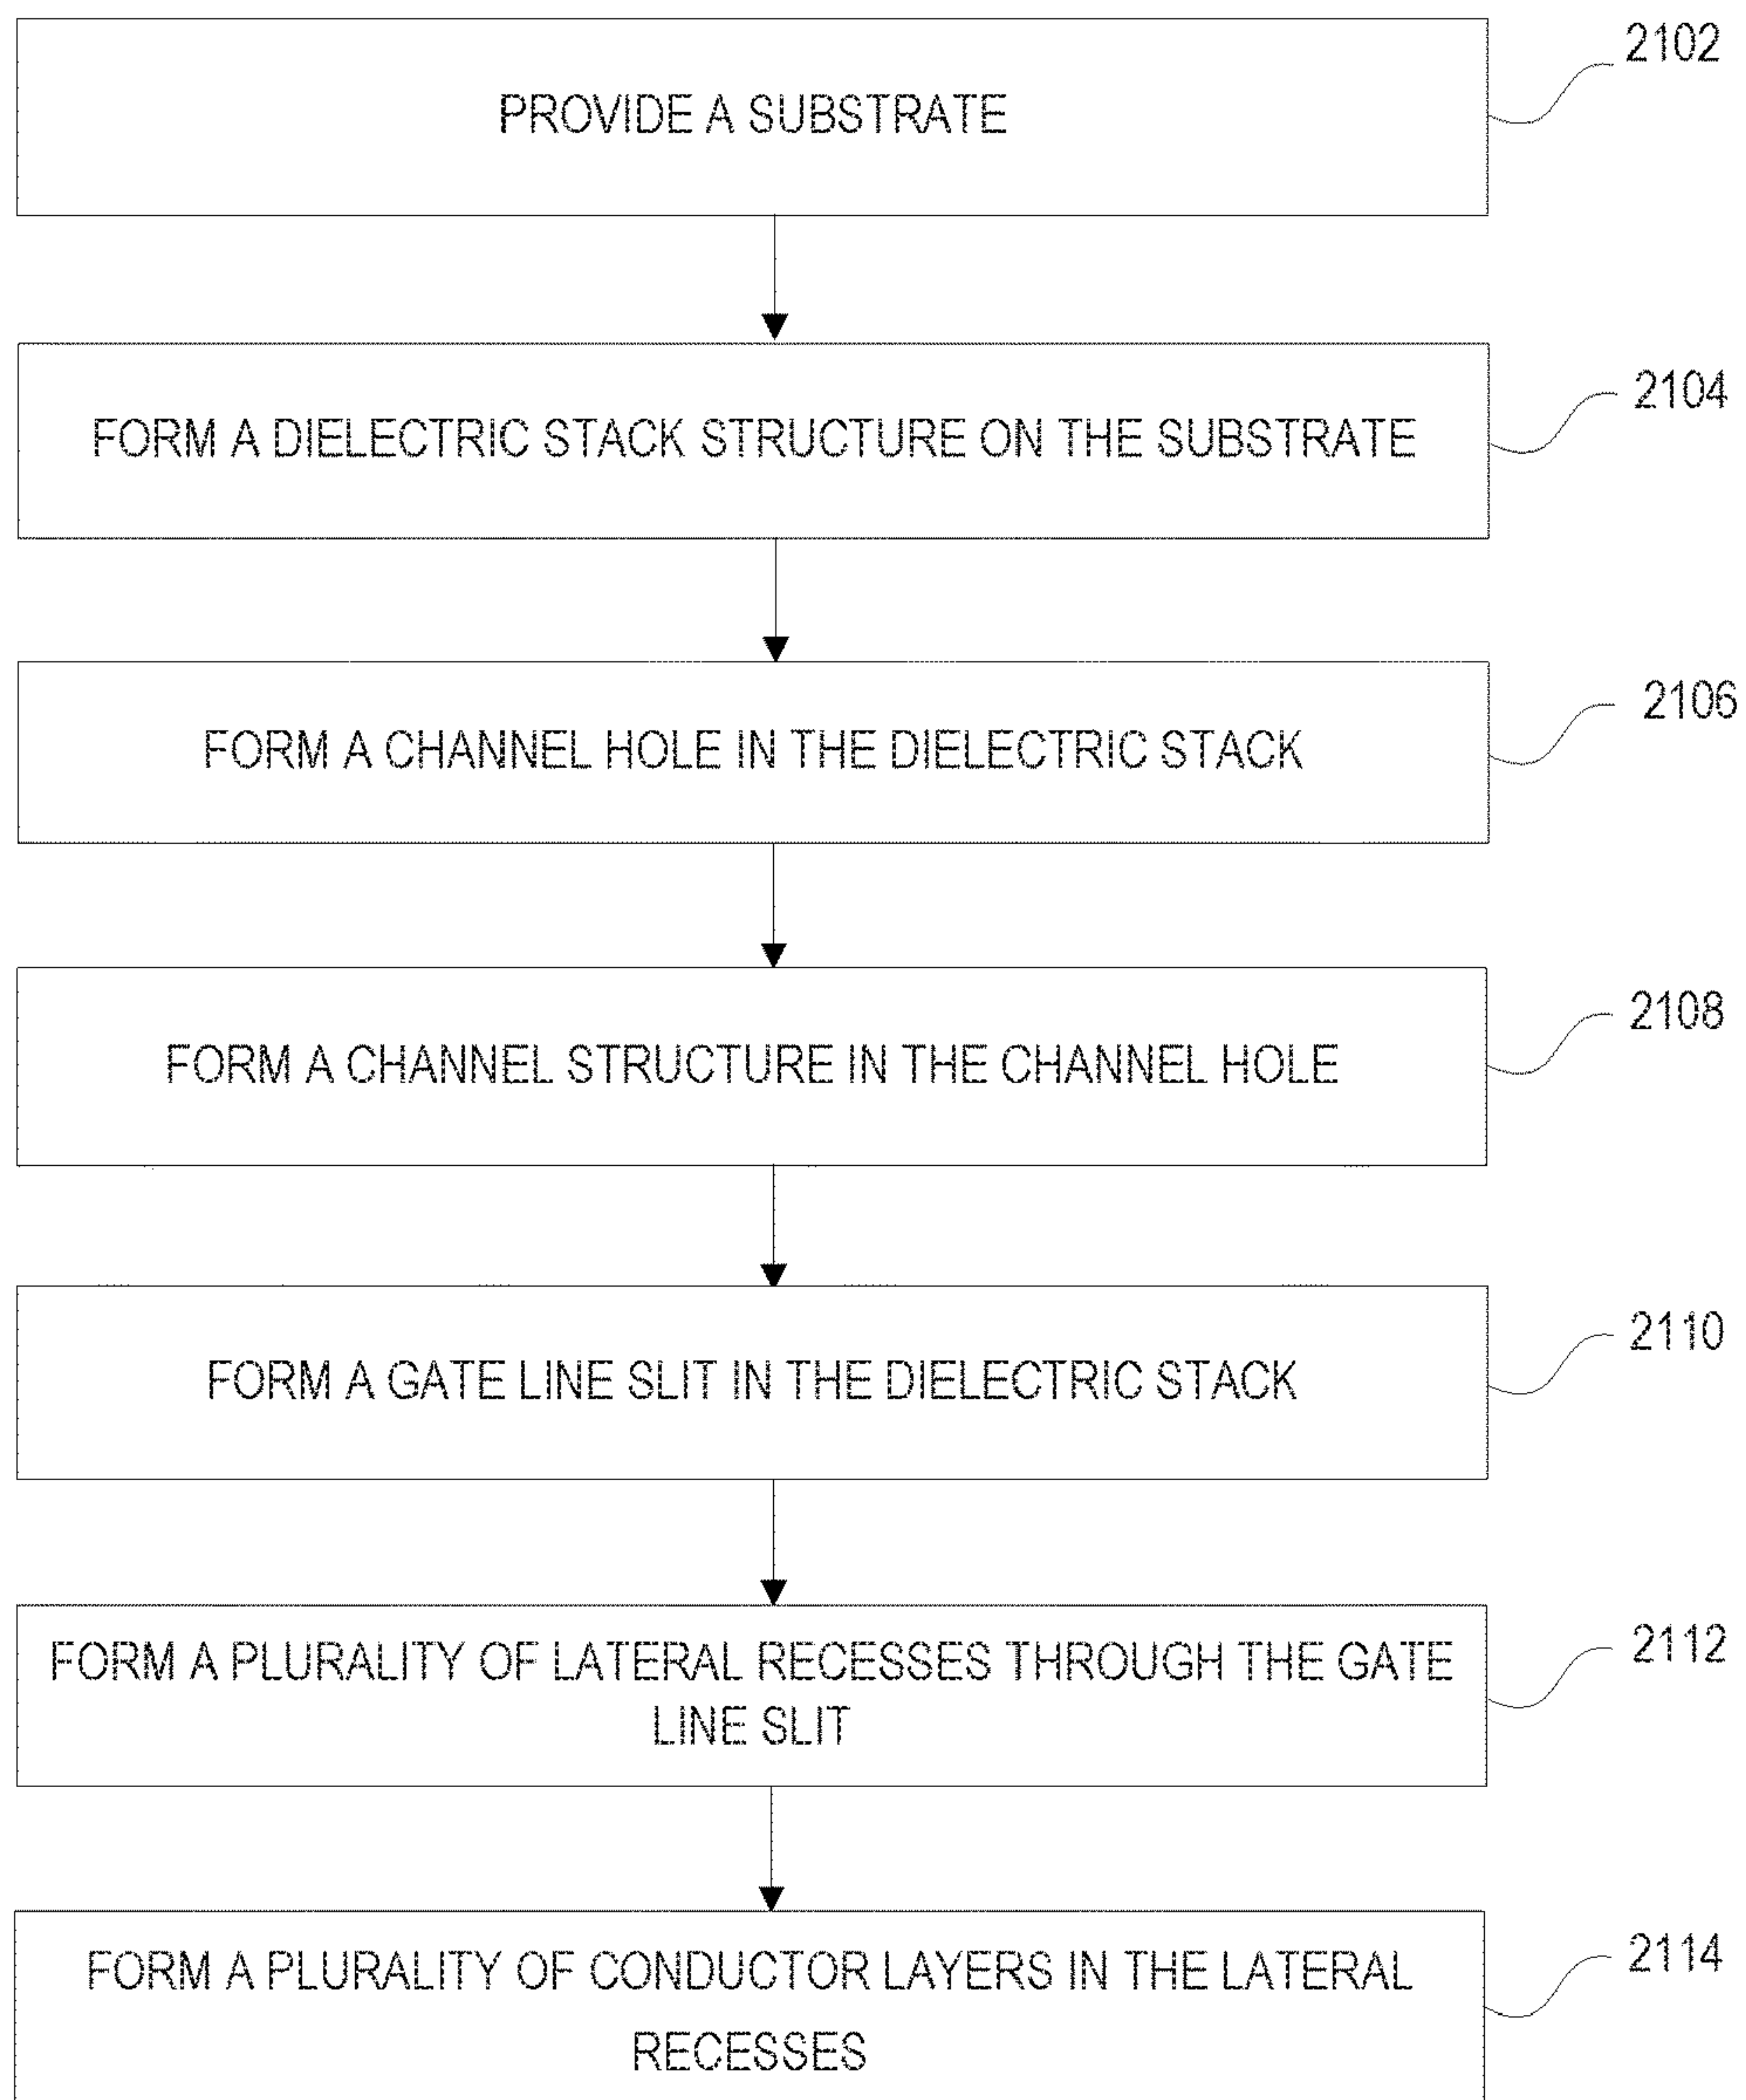 2102
PROVIDE A SUBSTRATE
2104
FORM A DIELECTRIC STACK STRUCTURE ON THE SUBSTRATE
2106
FORM A CHANNEL HOLE IN THE DIELECTRIC STACK
2108
FORM A CHANNEL STRUCTURE IN THE CHANNEL HOLE
2110
FORM A GATE LINE SLIT IN THE DIELECTRIC STACK
2112
FORM A PLURALITY OF LATERAL RECESSES THROUGH THE GATE
LINE SLIT
2114
FORM A PLURALITY OF CONDUCTOR LAYERS IN THE LATERAL
RECESSES